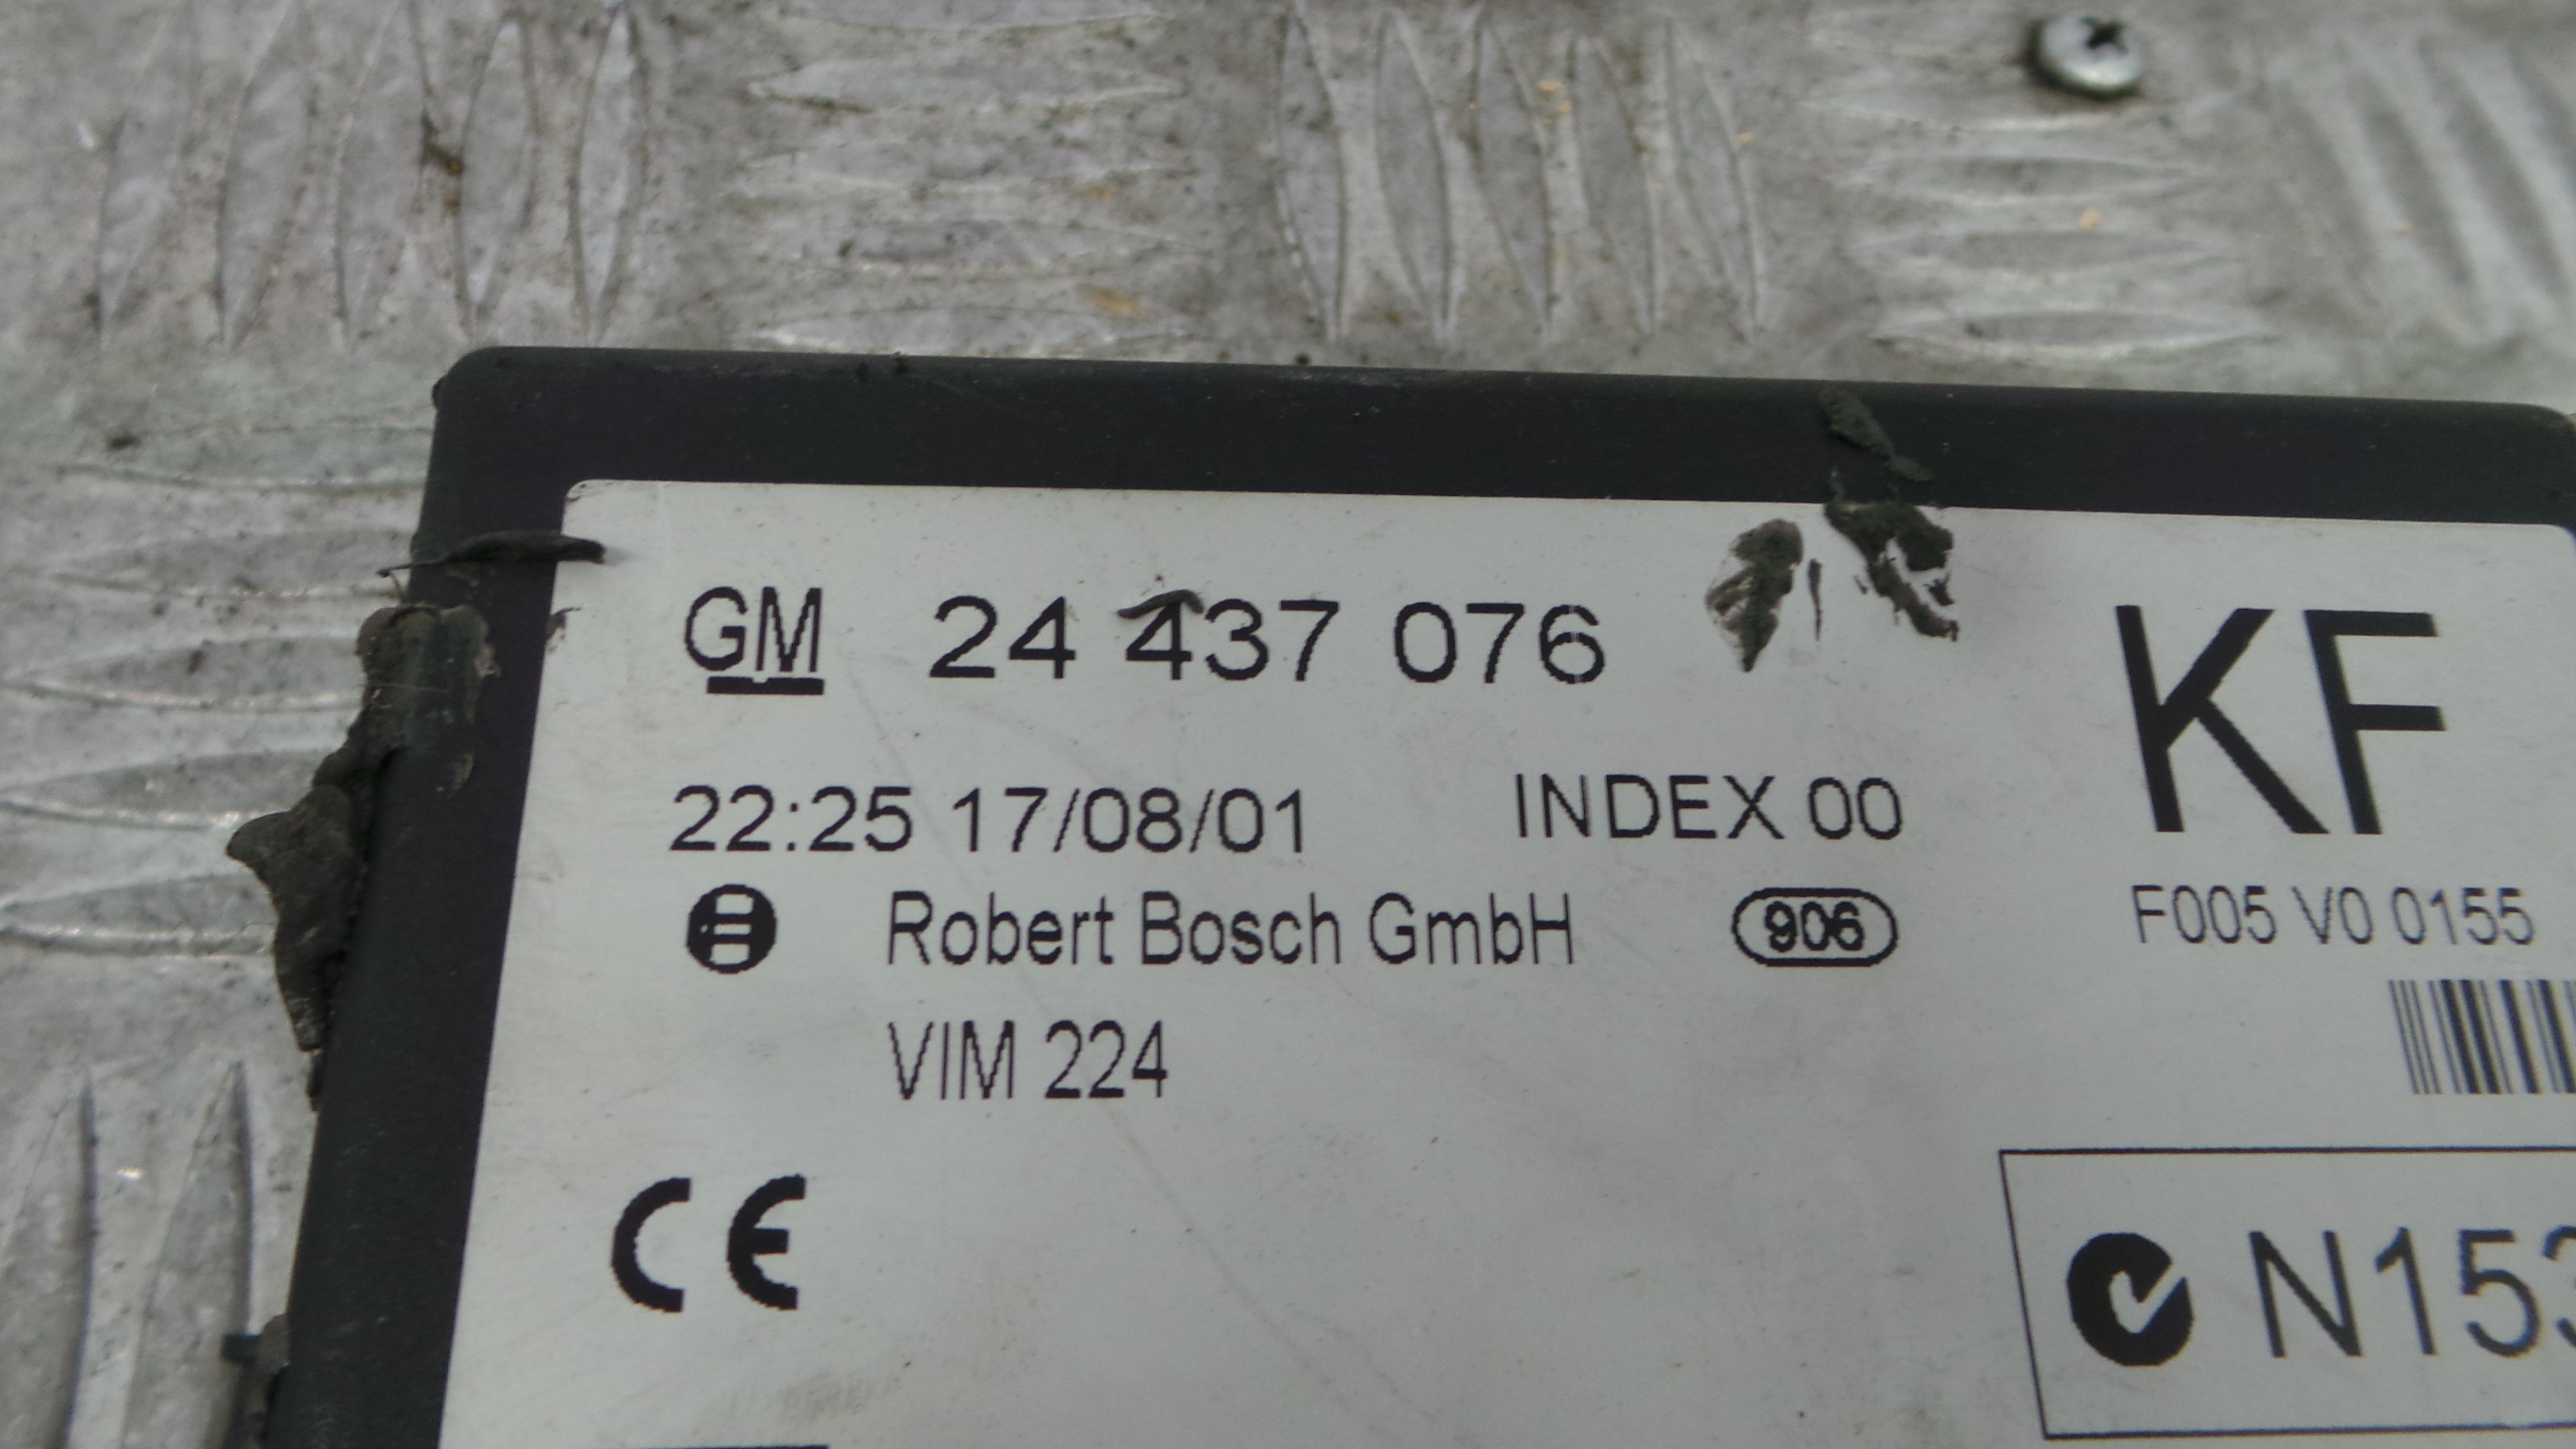 GM 24 437 076
KF
22:25 17/08/01 INDEX 00
Robert Bosch GmbH 906
F005 V0 0155
VIM 224
CE
N153